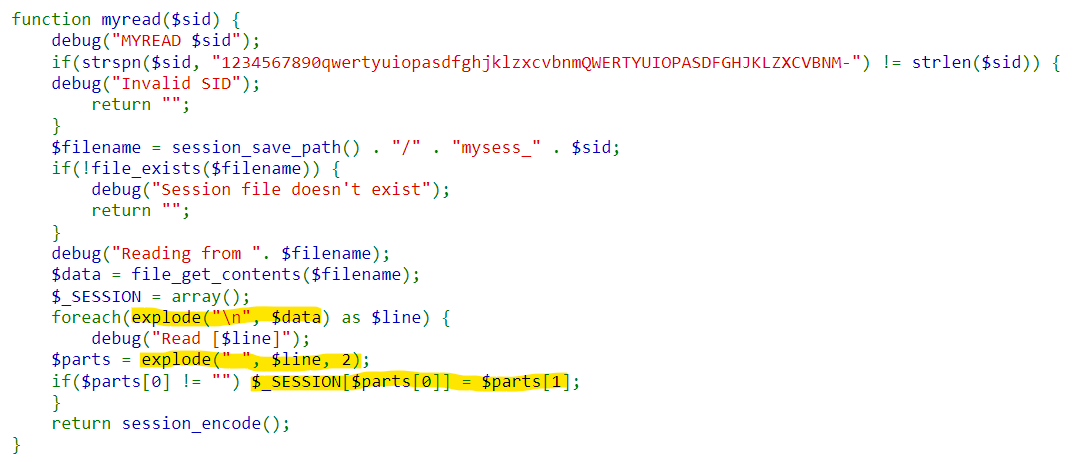 function myread($sid) {
    debug("MYREAD $sid");
    if(strspn($sid, "1234567890qwertyuiopasdfghjklzxcvbnmQWERTYUIOPASDFGHJKLZXCVBNM-") != strlen($sid)) {
    debug("Invalid SID");
        return "";
    }
    $filename = session_save_path() . "/" . "mysess_" . $sid;
    if(!file_exists($filename)) {
        debug("Session file doesn't exist");
        return "";
    }
    debug("Reading from ". $filename);
    $data = file_get_contents($filename);
    $_SESSION = array();
    foreach(explode("\n", $data) as $line) {
        debug("Read [$line]");
    $parts = explode(" ", $line, 2);
    if($parts[0] != "") $_SESSION[$parts[0]] = $parts[1];
    }
    return session_encode();
}